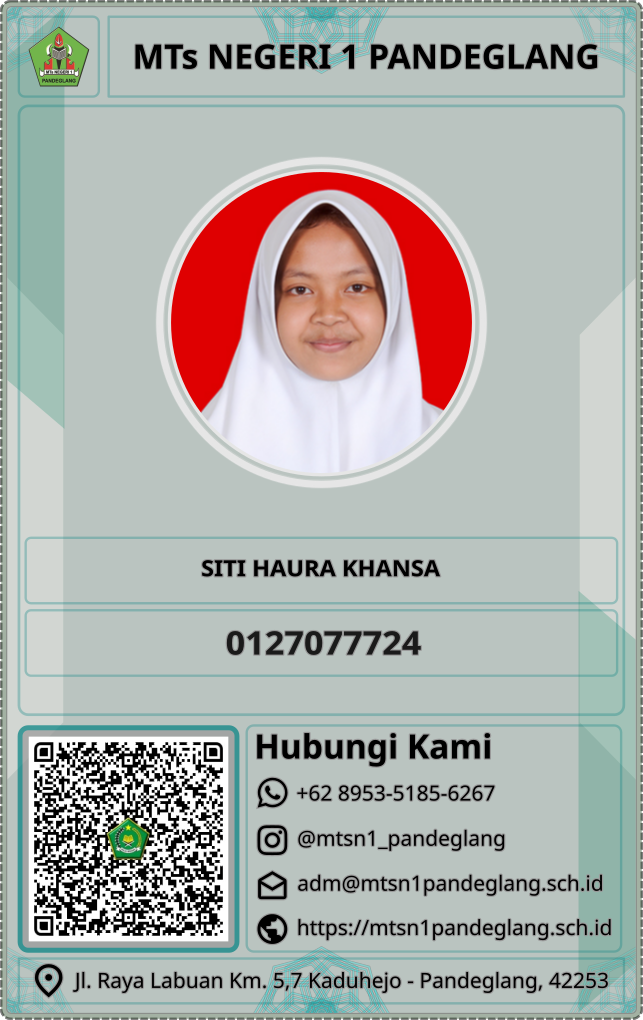 MTs NEGERI 1
PANDEGLANG
MTs NEGERI 1 PANDEGLANG
SITI HAURA KHANSA
0127077724
Hubungi Kami
+62 8953-5185-6267
@mtsn1_pandeglang
adm@mtsn1pandeglang.sch.id
https://mtsn1pandeglang.sch.id
Jl. Raya Labuan Km. 5,7 Kaduhejo - Pandeglang, 42253